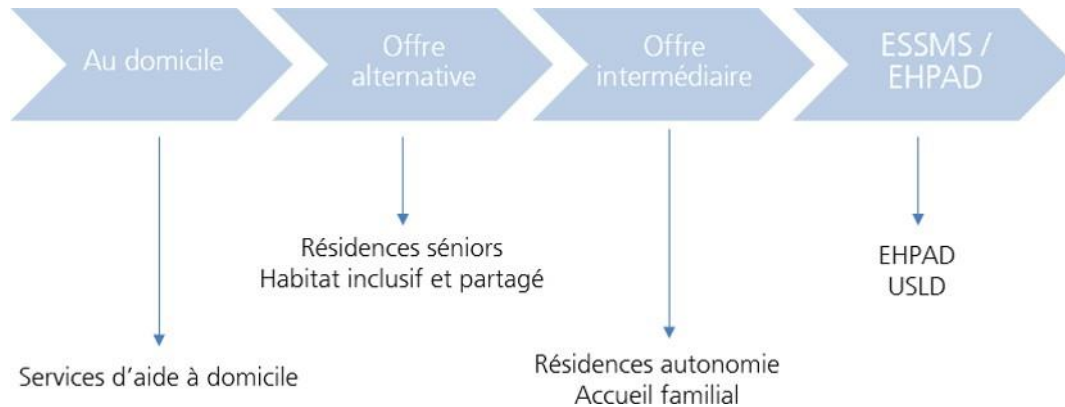 Au domicile
Offre
alternative
Offre
intermédiaire
ESSMS /
EHPAD
Résidences séniors
Habitat inclusif et partagé
EHPAD
USLD
Services d'aide à domicile
Résidences autonomie
Accueil familial